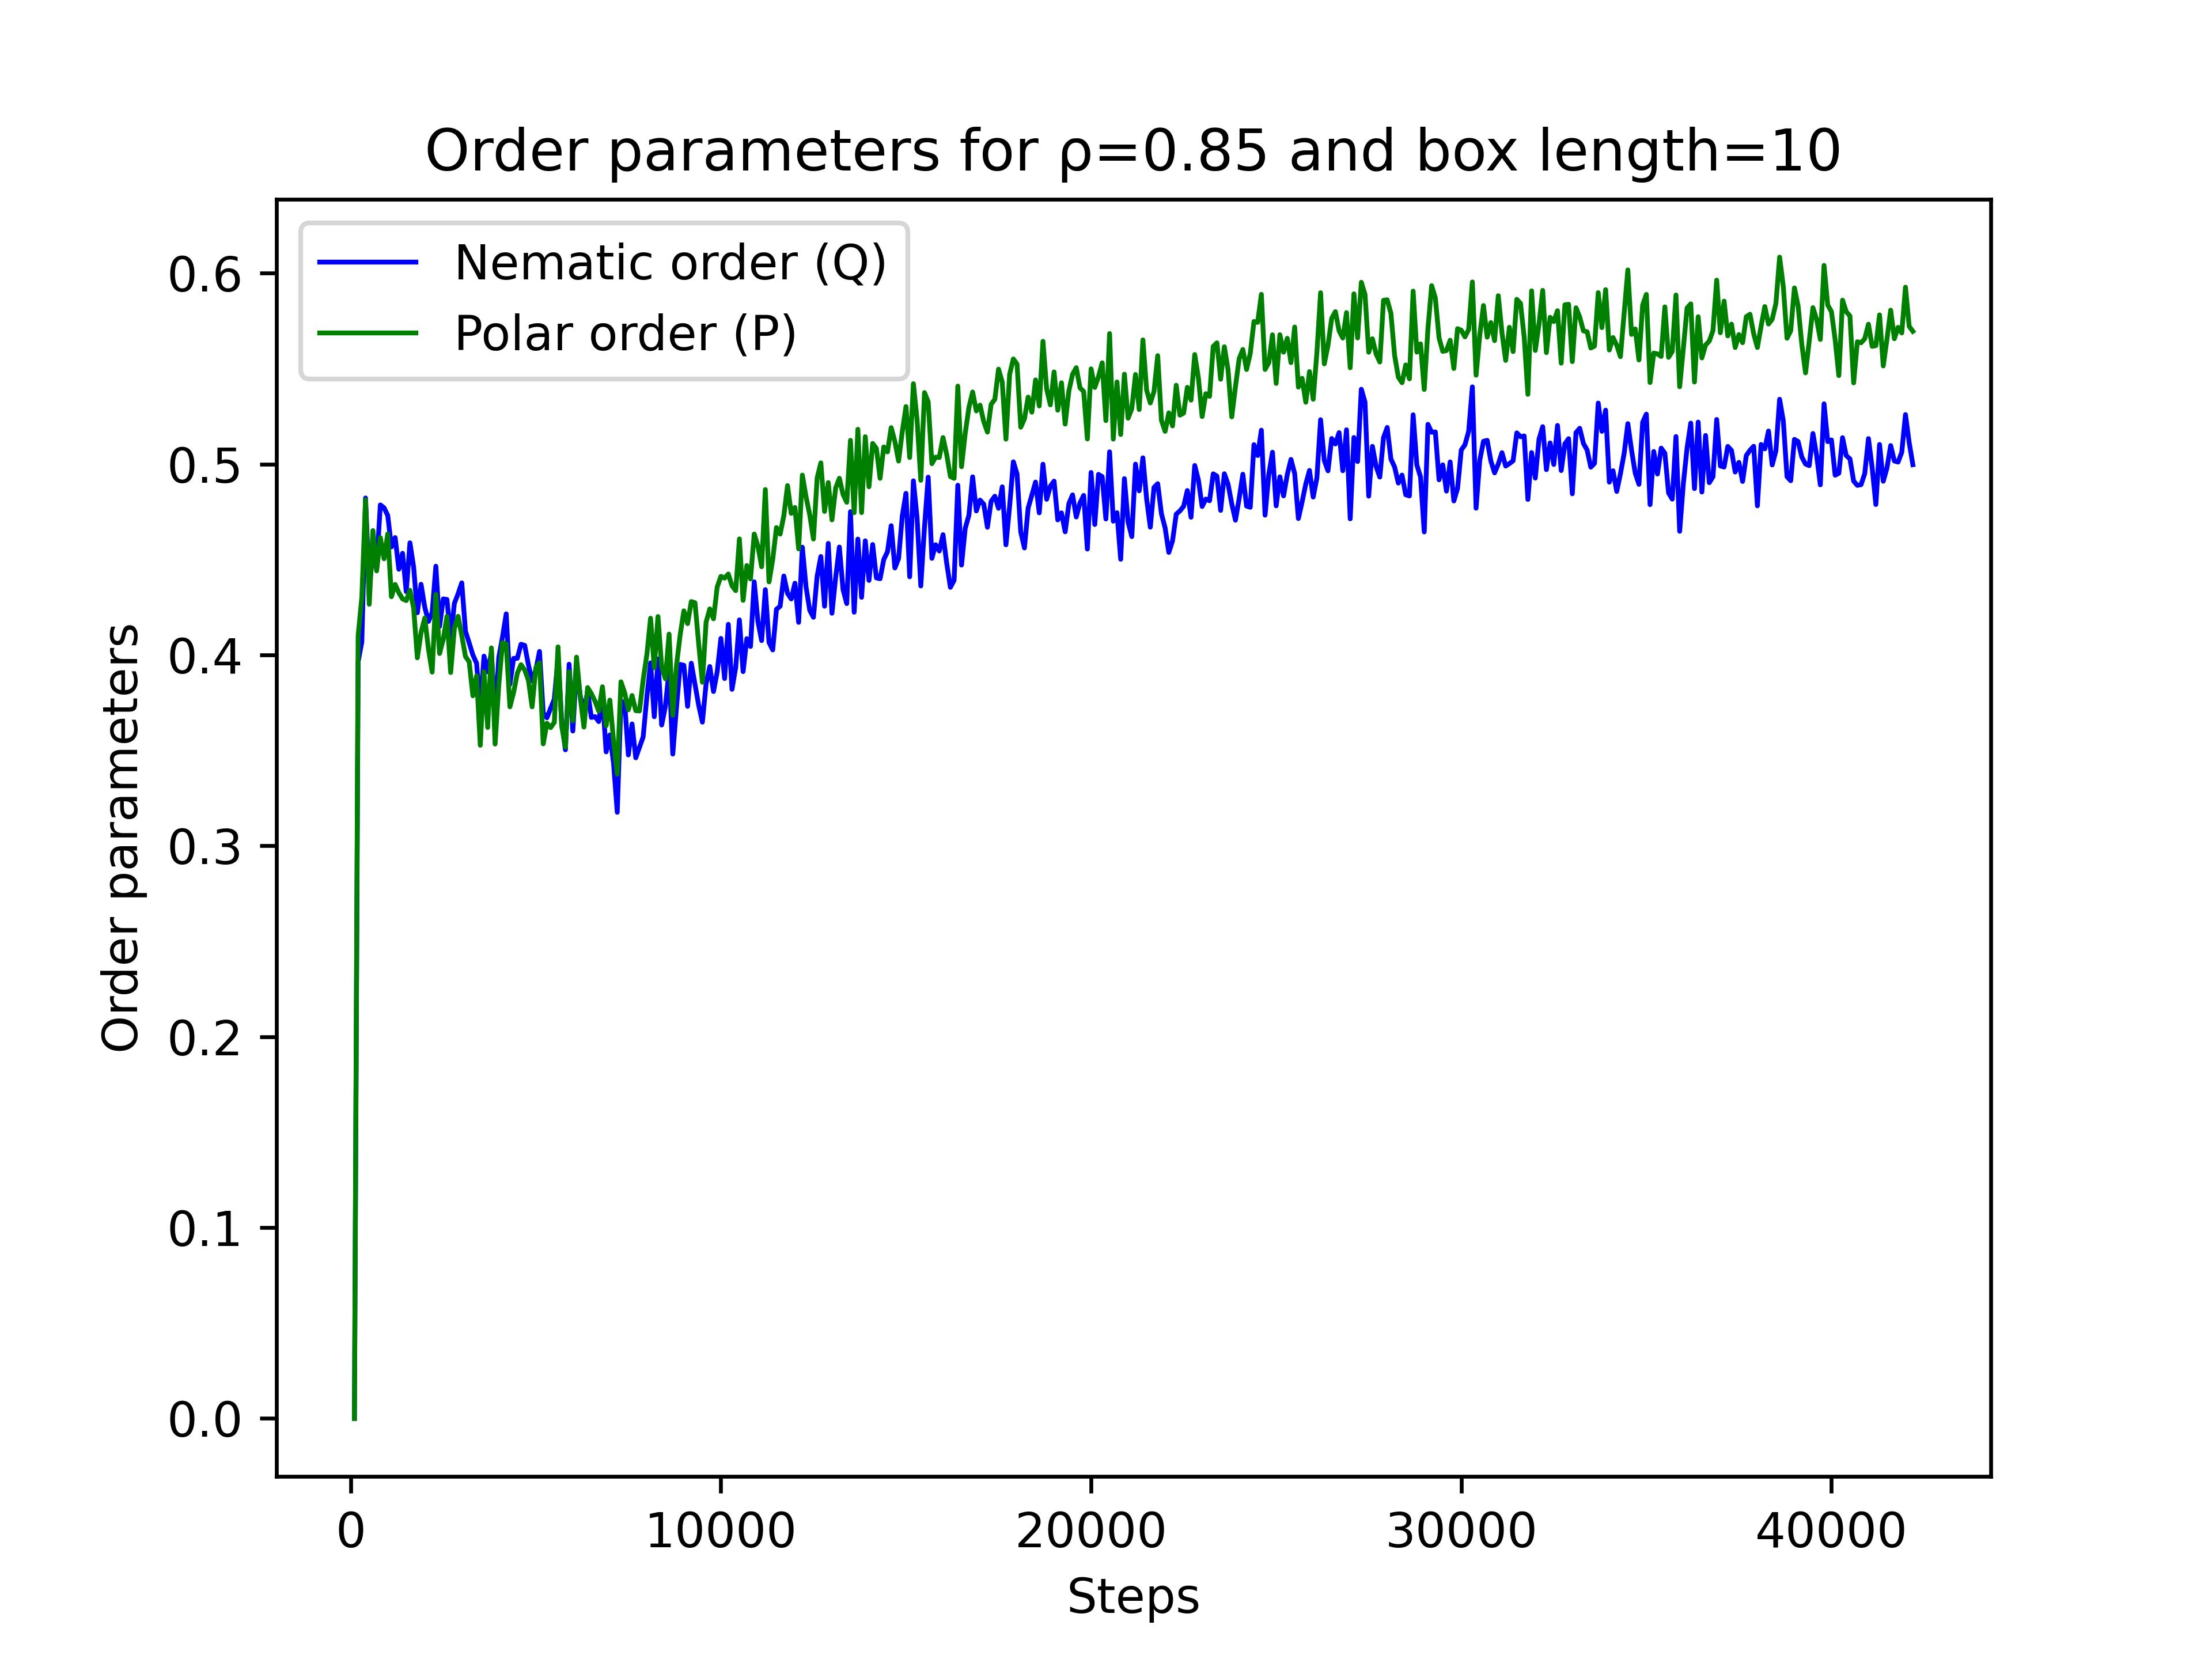 Order parameters for ρ=0.85 and box length=10
Nematic order (Q)
Polar order (P)
Order parameters
0.6
0.5
0.4
0.3
0.2
0.1
0.0
0 10000 20000 30000 40000
Steps